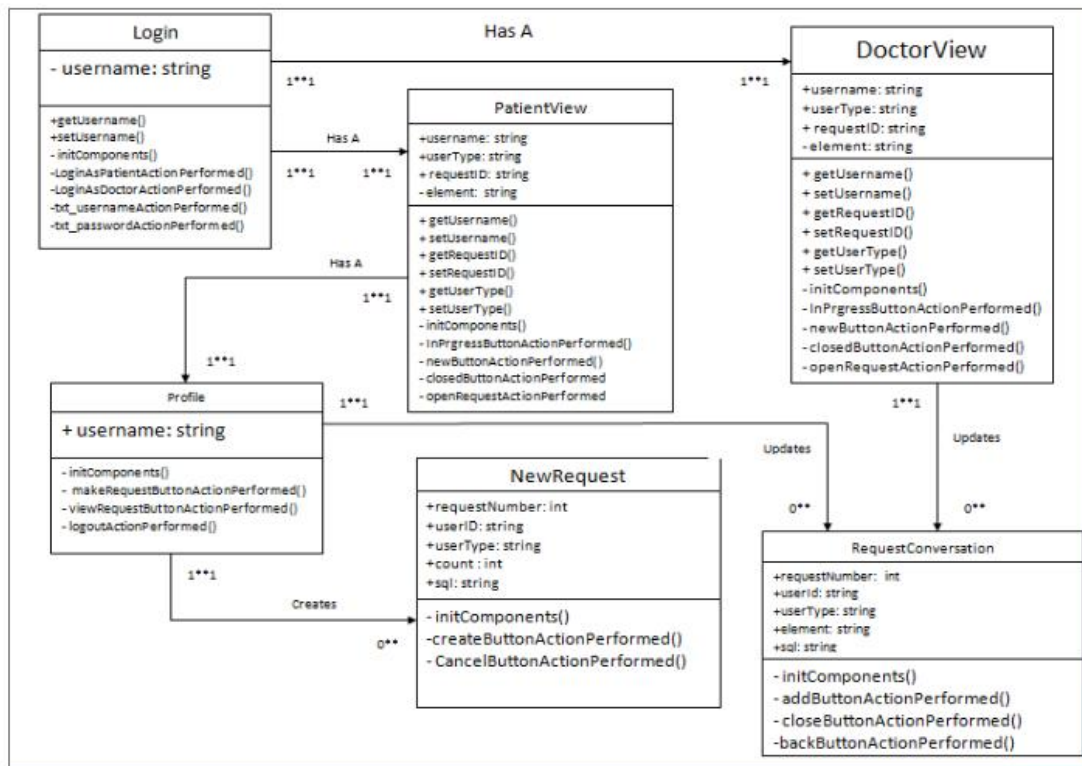 Login
- username: string
+getUsername()
+setUsername()
- initComponents()
-LoginAsPatientActionPerformed()
-LoginAsDoctorActionPerformed()
-txt_usernameActionPerformed()
-txt_passwordActionPerformed()
Has A
1**1
1**1
DoctorView
+username: string
+userType: string
+ requestID: string
- element: string
+ getUsername()
+ setUsername()
+ getRequestID()
+ setRequestID()
+ getUserType()
+ setUserType()
- initComponents()
- InPrgressButtonActionPerformed()
- newButtonActionPerformed()
- closedButtonActionPerformed()
- openRequestActionPerformed()
Has A
1**1
1**1
PatientView
+username: string
+userType: string
+ requestID: string
- element: string
+ getUsername()
+ setUsername()
+ getRequestID()
+ setRequestID()
+ getUserType()
+ setUserType()
- initComponents()
- InPrgressButtonActionPerformed()
- newButtonActionPerformed()
- closedButtonActionPerformed
- openRequestActionPerformed
Has A
1**1
1**1
Profile
+ username: string
- initComponents()
- makeRequestButtonActionPerformed()
- viewRequestButtonActionPerformed()
- logoutActionPerformed()
1**1
Updates
0**
1**1
Updates
0**
1**1
Creates
0**
NewRequest
+requestNumber: int
+userID: string
+userType: string
+count : int
+sql: string
- initComponents()
-createButtonActionPerformed()
- CancelButtonActionPerformed()
RequestConversation
+requestNumber: int
+userId: string
+userType: string
+element: string
+sql: string
- initComponents()
- addButtonActionPerformed()
- closeButtonActionPerformed()
-backButtonActionPerformed()